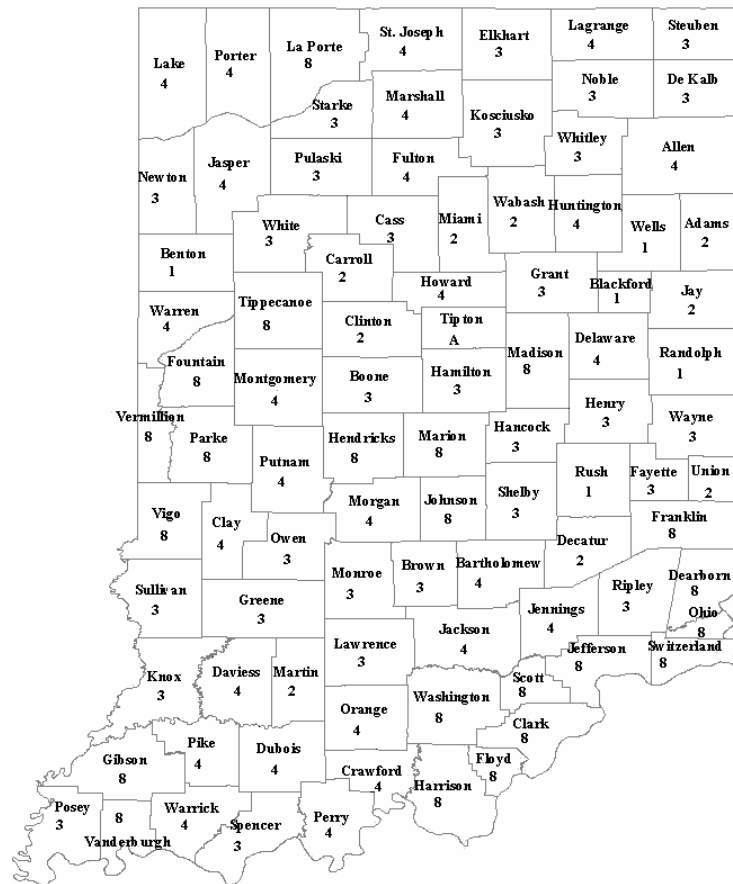 Lake
4
Porter
4
La Porte
8
St. Joseph
4
Elkhart
3
Lagrange
4
Steuben
3
Noble
3
De Kalb
3
Starke
3
Marshall
4
Kosciusko
3
Whitley
3
Allen
4
Newton
3
Jasper
4
Pulaski
3
Fulton
4
White
3
Cass
3
Miami
2
Wabash
2
Huntington
4
Wells
1
Adams
2
Benton
1
Carroll
2
Howard
4
Grant
3
Blackford
1
Jay
2
Warren
4
Tippecanoe
8
Clinton
2
Tipton
A
Madison
8
Delaware
4
Randolph
1
Fountain
8
Montgomery
4
Boone
3
Hamilton
3
Henry
3
Wayne
3
Vermillion
8
Parke
8
Putnam
4
Hendricks
8
Marion
8
Hancock
3
Shelby
3
Rush
1
Fayette
3
Union
2
Vigo
8
Clay
4
Owen
3
Morgan
4
Johnson
8
Decatur
2
Franklin
8
Sullivan
3
Greene
3
Monroe
3
Brown
3
Bartholomew
4
Jennings
4
Ripley
3
Dearborn
8
Ohio
8
Knox
3
Daviess
4
Martin
2
Lawrence
3
Jackson
4
Scott
8
Jefferson
8
Switzerland
8
Orange
4
Washington
8
Clark
8
Gibson
8
Pike
4
Dubois
4
Crawford
4
Harrison
8
Floyd
8
Posey
3
8
Vanderburgh
Warrick
4
Spencer
3
Perry
4